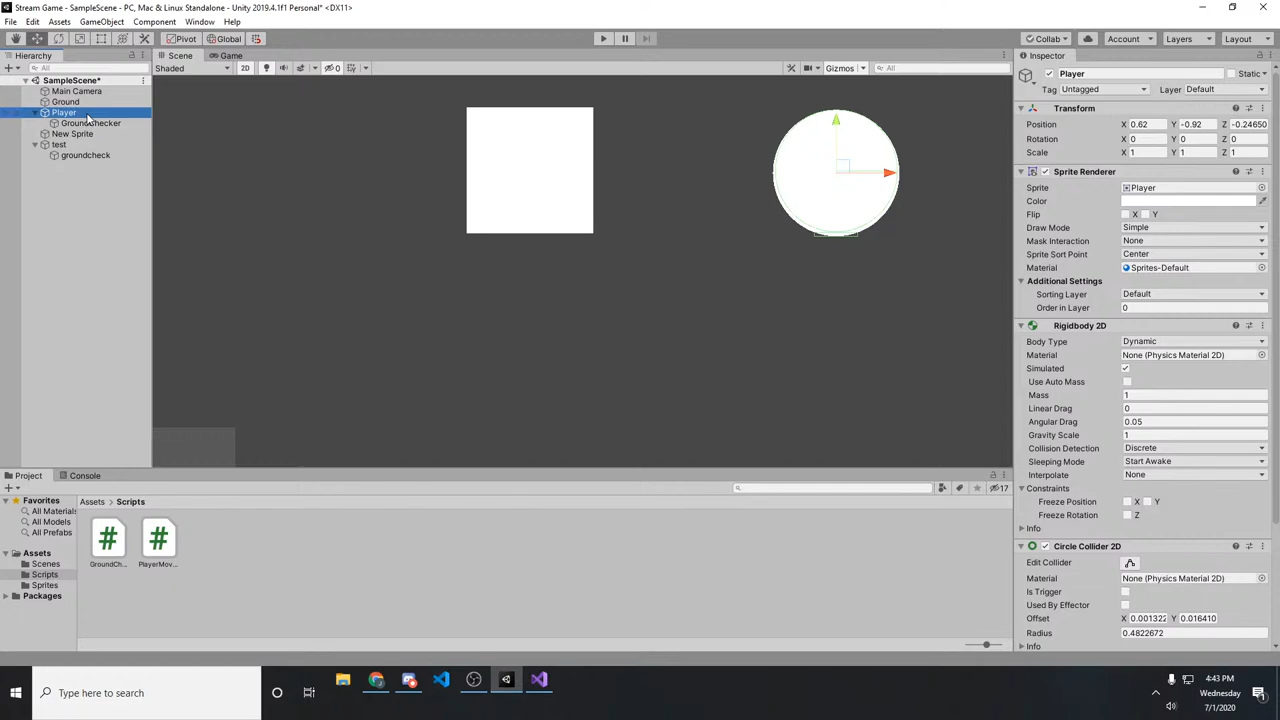 Stream Game - SampleScene - PC, Mac & Linux Standalone - Unity 2019.4.1f1 Personal* <DX11>
File Edit Assets GameObject Component Window Help
Pivot Global Collab Account Layers Layout
Hierarchy
All
SampleScene*
Main Camera
Ground
Player
Groundchecker
New Sprite
test
groundcheck
Scene Game
Shaded 2D 0 Gizmos All
Inspector
Player Static
Tag Untagged Layer Default
Transform
Position X 0.62 Y -0.92 Z -0.24650
Rotation X 0 Y 0 Z 0
Scale X 1 Y 1 Z 1
Sprite Renderer
Sprite Player
Color
Flip X Y
Draw Mode Simple
Mask Interaction None
Sprite Sort Point Center
Material Sprites-Default
Additional Settings
Sorting Layer Default
Order in Layer 0
Rigidbody 2D
Body Type Dynamic
Material None (Physics Material 2D)
Simulated
Use Auto Mass
Mass 1
Linear Drag 0
Angular Drag 0.05
Gravity Scale 1
Collision Detection Discrete
Sleeping Mode Start Awake
Interpolate None
Constraints
Freeze Position X Y
Freeze Rotation Z
Info
Circle Collider 2D
Edit Collider
Material None (Physics Material 2D)
Is Trigger
Used By Effector
Offset X 0.001322 Y 0.016410
Radius 0.4822672
Info
Project Console
17
Favorites
All Materials
All Models
All Prefabs
Assets
Scenes
Scripts
Sprites
Packages
Assets > Scripts
# #
GroundCh... PlayerMov...
Type here to search
4:43 PM
Wednesday
7/1/2020